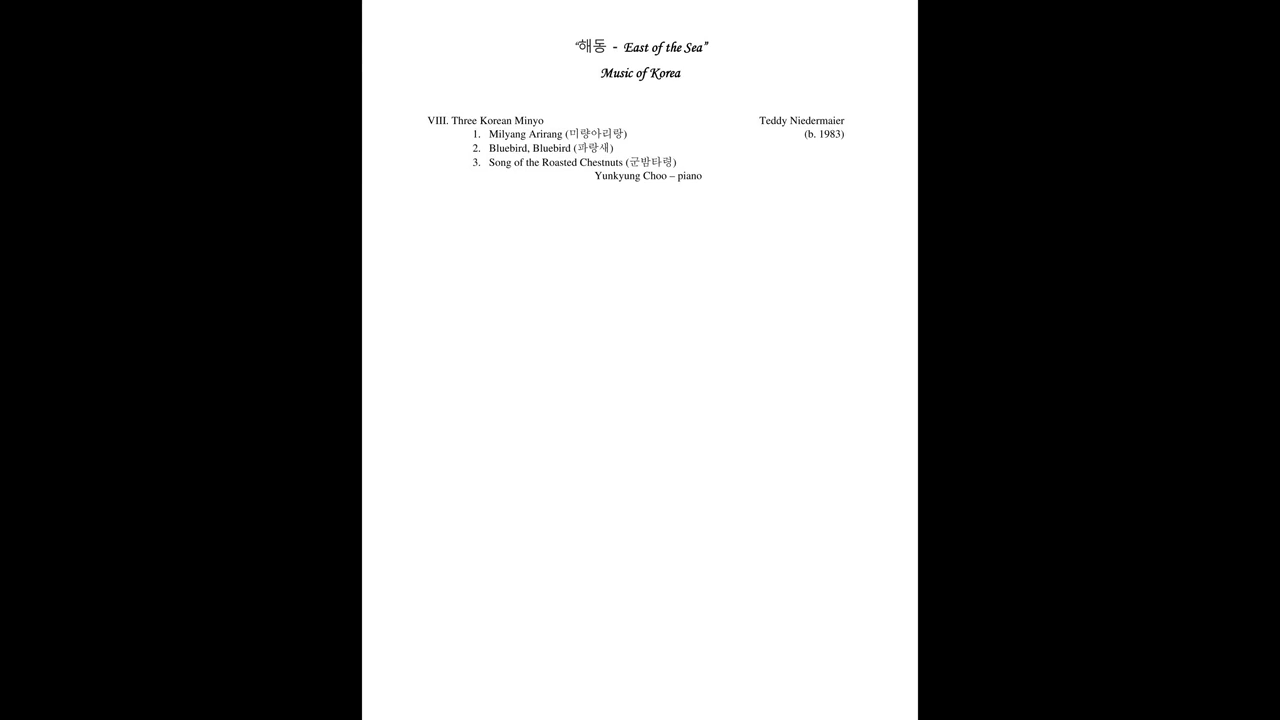 “해동 - East of the Sea”
Music of Korea
VIII. Three Korean Minyo Teddy Niedermaier
1. Milyang Arirang (미량아리랑) (b. 1983)
2. Bluebird, Bluebird (파랑새)
3. Song of the Roasted Chestnuts (군밤타령)
Yunkyung Choo – piano